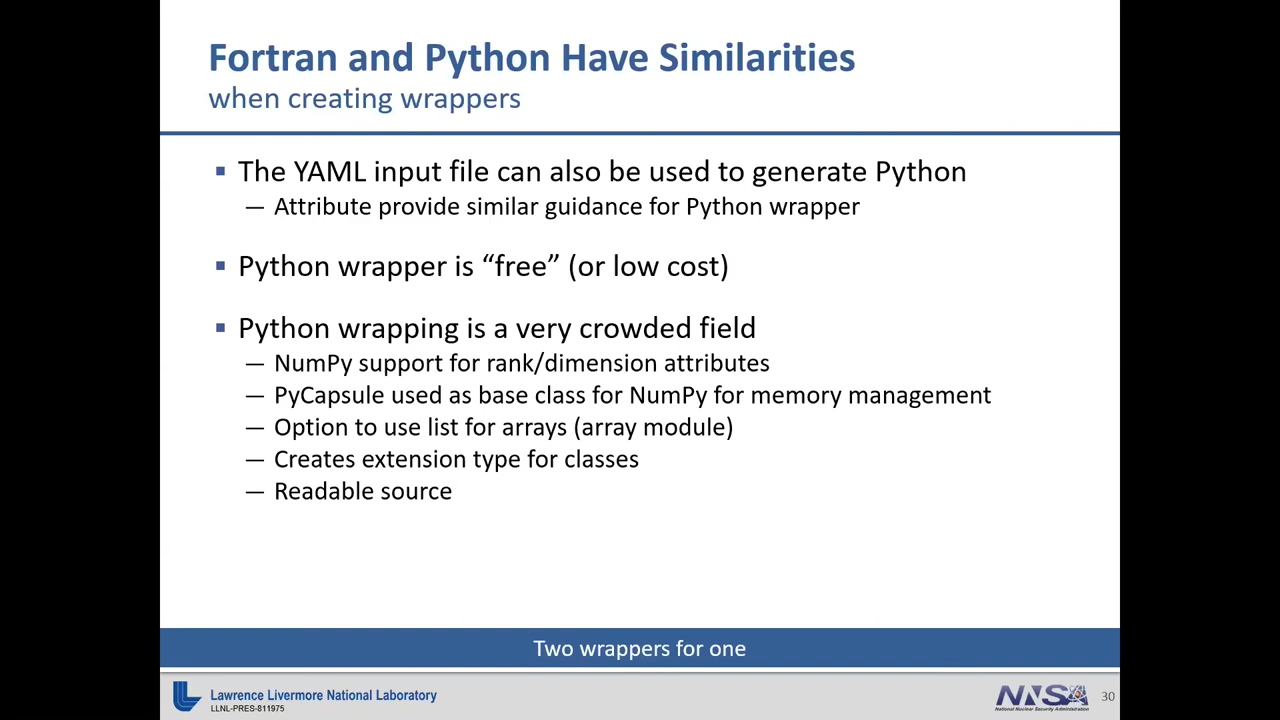 Fortran and Python Have Similarities
when creating wrappers
▪ The YAML input file can also be used to generate Python
— Attribute provide similar guidance for Python wrapper
▪ Python wrapper is “free” (or low cost)
▪ Python wrapping is a very crowded field
— NumPy support for rank/dimension attributes
— PyCapsule used as base class for NumPy for memory management
— Option to use list for arrays (array module)
— Creates extension type for classes
— Readable source
Two wrappers for one
Lawrence Livermore National Laboratory
LLNL-PRES-811975
NNSA
National Nuclear Security Administration
30